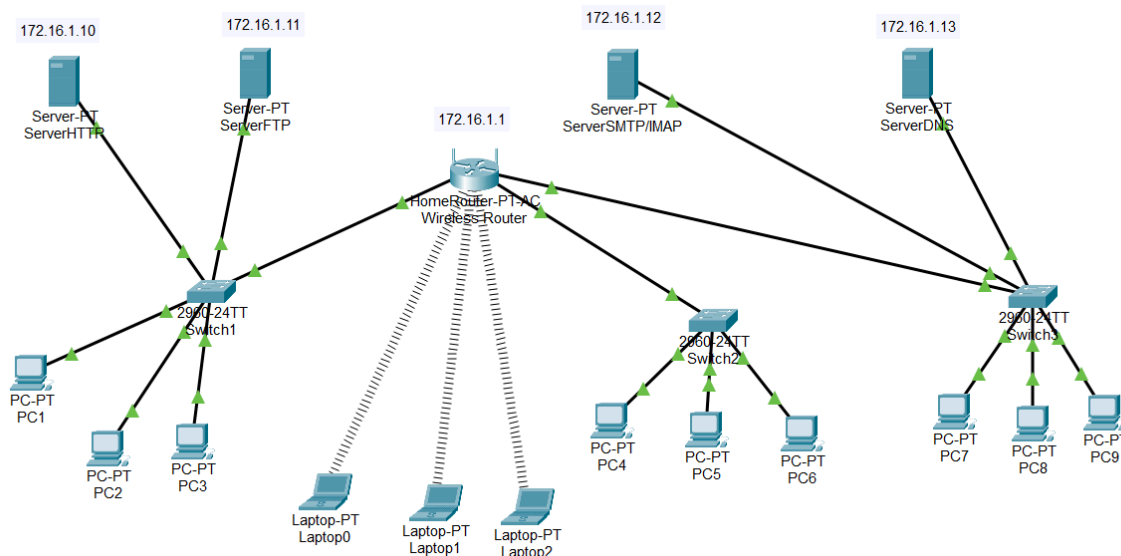 172.16.1.10
172.16.1.11
172.16.1.12
172.16.1.13
Server-PT
ServerHTTP
Server-PT
ServerFTP
Server-PT
ServerSMTP/IMAP
Server-PT
ServerDNS
172.16.1.1
HomeRouter-PT-AC
Wireless Router
2960-24TT
Switch1
2960-24TT
Switch2
2960-24TT
Switch3
PC-PT
PC1
PC-PT
PC2
PC-PT
PC3
Laptop-PT
Laptop0
Laptop-PT
Laptop1
Laptop-PT
Laptop2
PC-PT
PC4
PC-PT
PC5
PC-PT
PC6
PC-PT
PC7
PC-PT
PC8
PC-PT
PC9